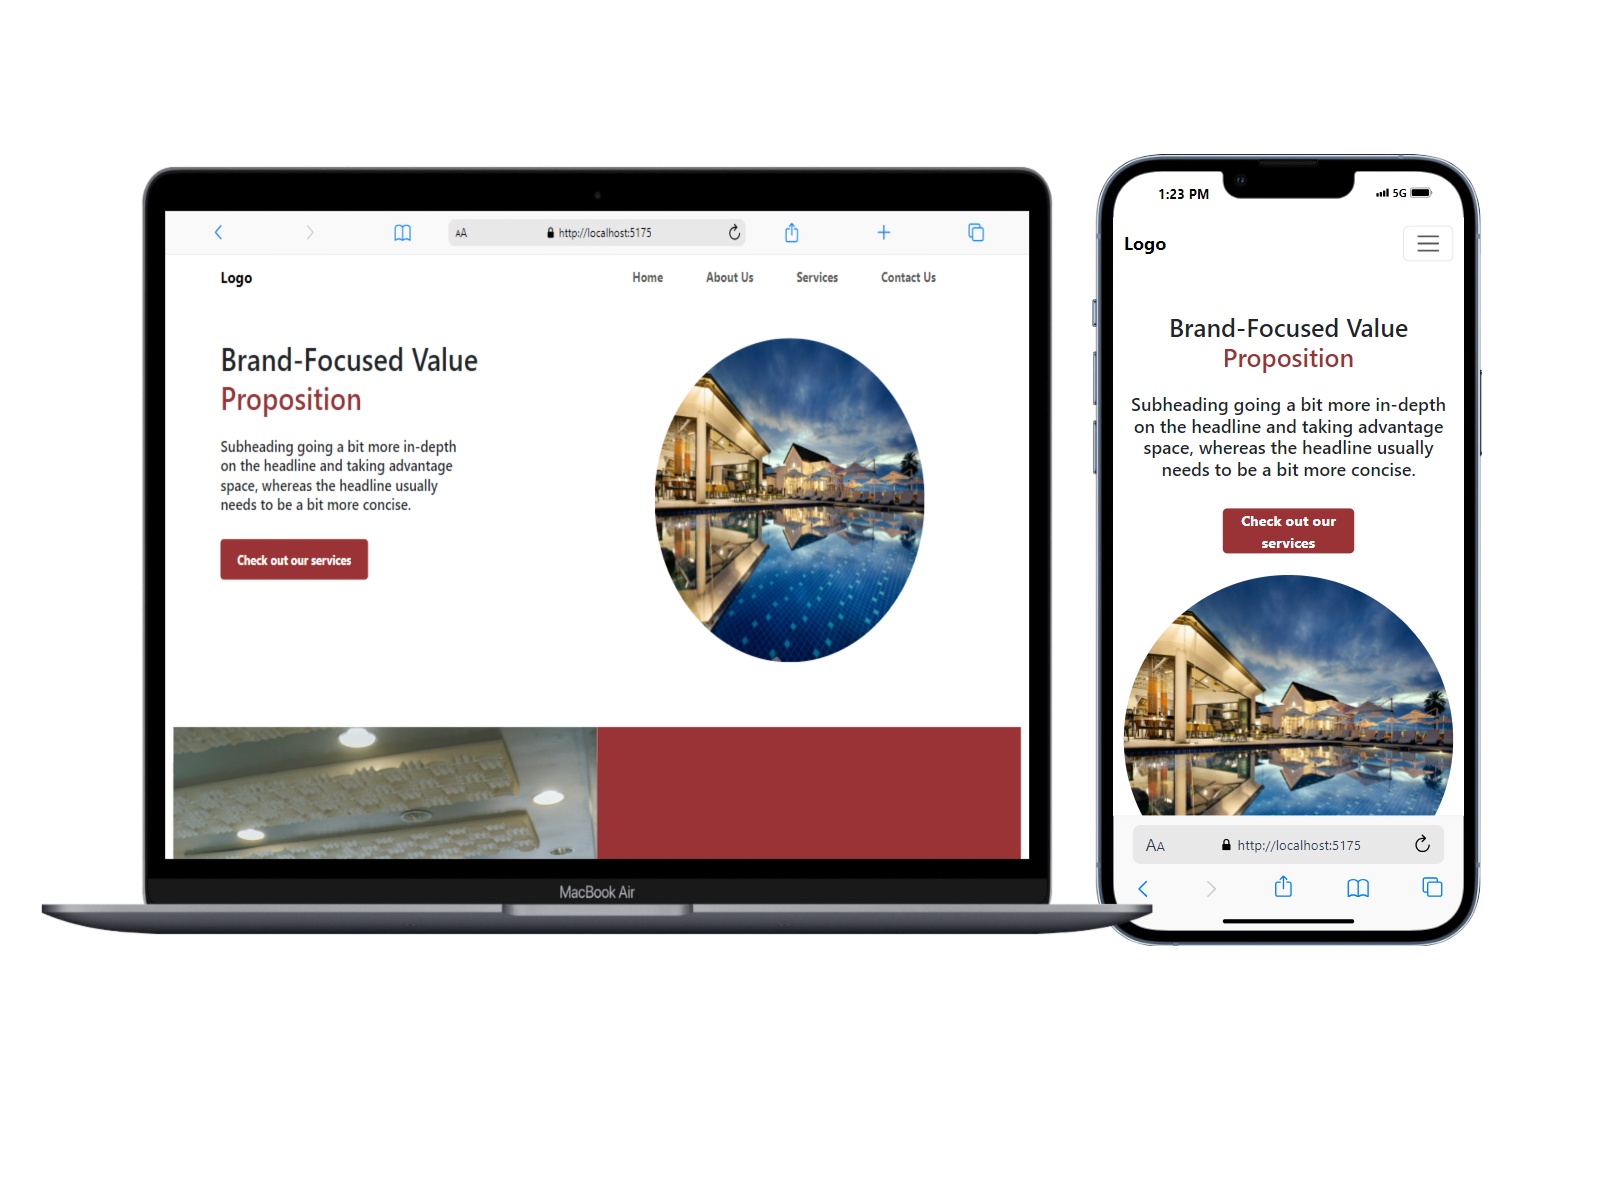 AA
http://localhost:5175
Logo
Home
About Us
Services
Contact Us
Brand-Focused Value
Proposition
Subheading going a bit more in-depth
on the headline and taking advantage
space, whereas the headline usually
needs to be a bit more concise.
Check out our services
MacBook Air
1:23 PM
5G
Logo
Brand-Focused Value
Proposition
Subheading going a bit more in-depth
on the headline and taking advantage
space, whereas the headline usually
needs to be a bit more concise.
Check out our
services
AA
http://localhost:5175